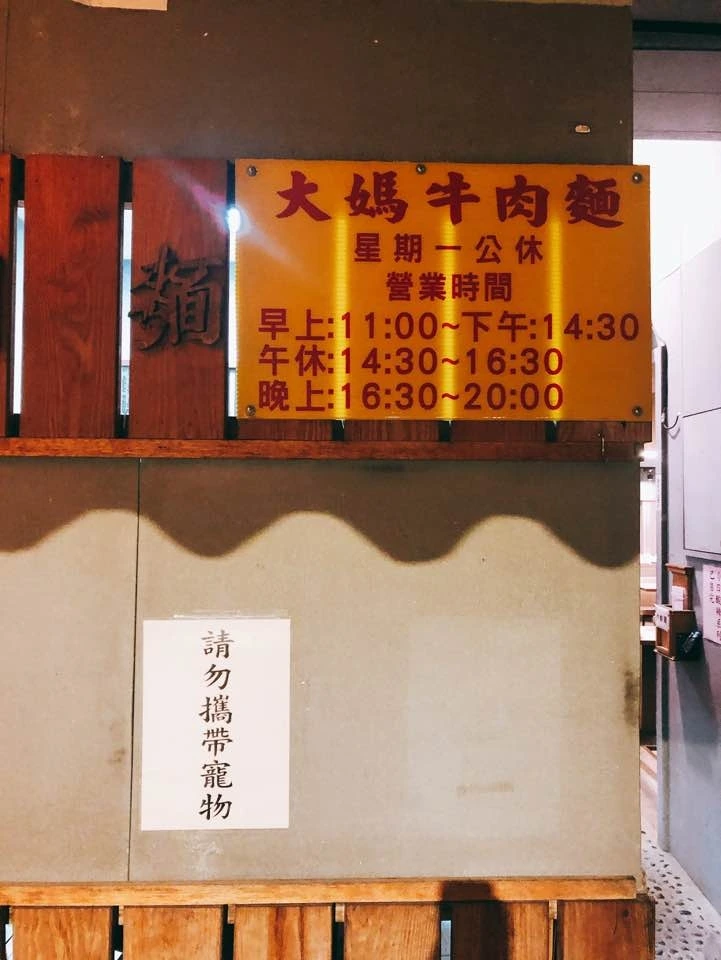 大媽牛肉麵
星期一公休
營業時間
早上:11:00~下午:14:30
午休:14:30~16:30
晚上:16:30~20:00
麵
請勿攜帶寵物